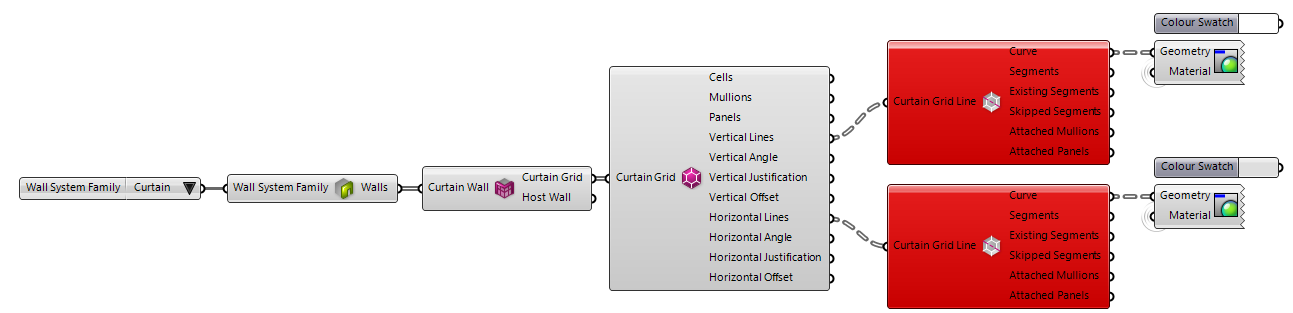 Wall System Family Curtain
Wall System Family Walls
Curtain Wall
Curtain Grid
Host Wall
Curtain Grid
Cells
Mullions
Panels
Vertical Lines
Vertical Angle
Vertical Justification
Vertical Offset
Horizontal Lines
Horizontal Angle
Horizontal Justification
Horizontal Offset
Curtain Grid Line
Curve
Segments
Existing Segments
Skipped Segments
Attached Mullions
Attached Panels
Colour Swatch
Geometry
Material
Curtain Grid Line
Curve
Segments
Existing Segments
Skipped Segments
Attached Mullions
Attached Panels
Colour Swatch
Geometry
Material